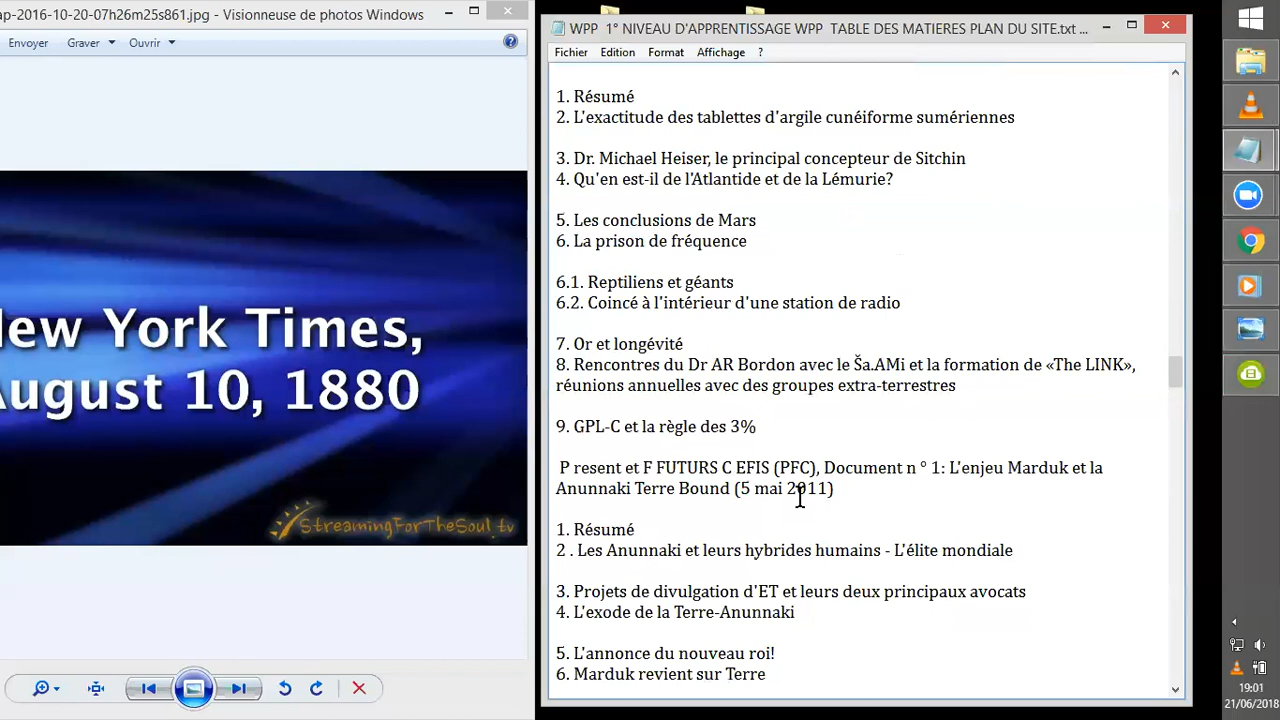 ap-2016-10-20-07h26m25s861.jpg - Visionneuse de photos Windows
Envoyer Graver Ouvrir
New York Times,
August 10, 1880
StreamingForTheSoul.tv
WPP 1° NIVEAU D'APPRENTISSAGE WPP TABLE DES MATIERES PLAN DU SITE.txt ...
Fichier Edition Format Affichage ?
1. Résumé
2. L'exactitude des tablettes d'argile cunéiforme sumériennes
3. Dr. Michael Heiser, le principal concepteur de Sitchin
4. Qu'en est-il de l'Atlantide et de la Lémurie?
5. Les conclusions de Mars
6. La prison de fréquence
6.1. Reptiliens et géants
6.2. Coincé à l'intérieur d'une station de radio
7. Or et longévité
8. Rencontres du Dr AR Bordon avec le Ša.AMi et la formation de «The LINK»,
réunions annuelles avec des groupes extra-terrestres
9. GPL-C et la règle des 3%
P resent et F FUTURS C EFIS (PFC), Document n ° 1: L'enjeu Marduk et la
Anunnaki Terre Bound (5 mai 2011)
1. Résumé
2 . Les Anunnaki et leurs hybrides humains - L'élite mondiale
3. Projets de divulgation d'ET et leurs deux principaux avocats
4. L'exode de la Terre-Anunnaki
5. L'annonce du nouveau roi!
6. Marduk revient sur Terre
19:01
21/06/2018